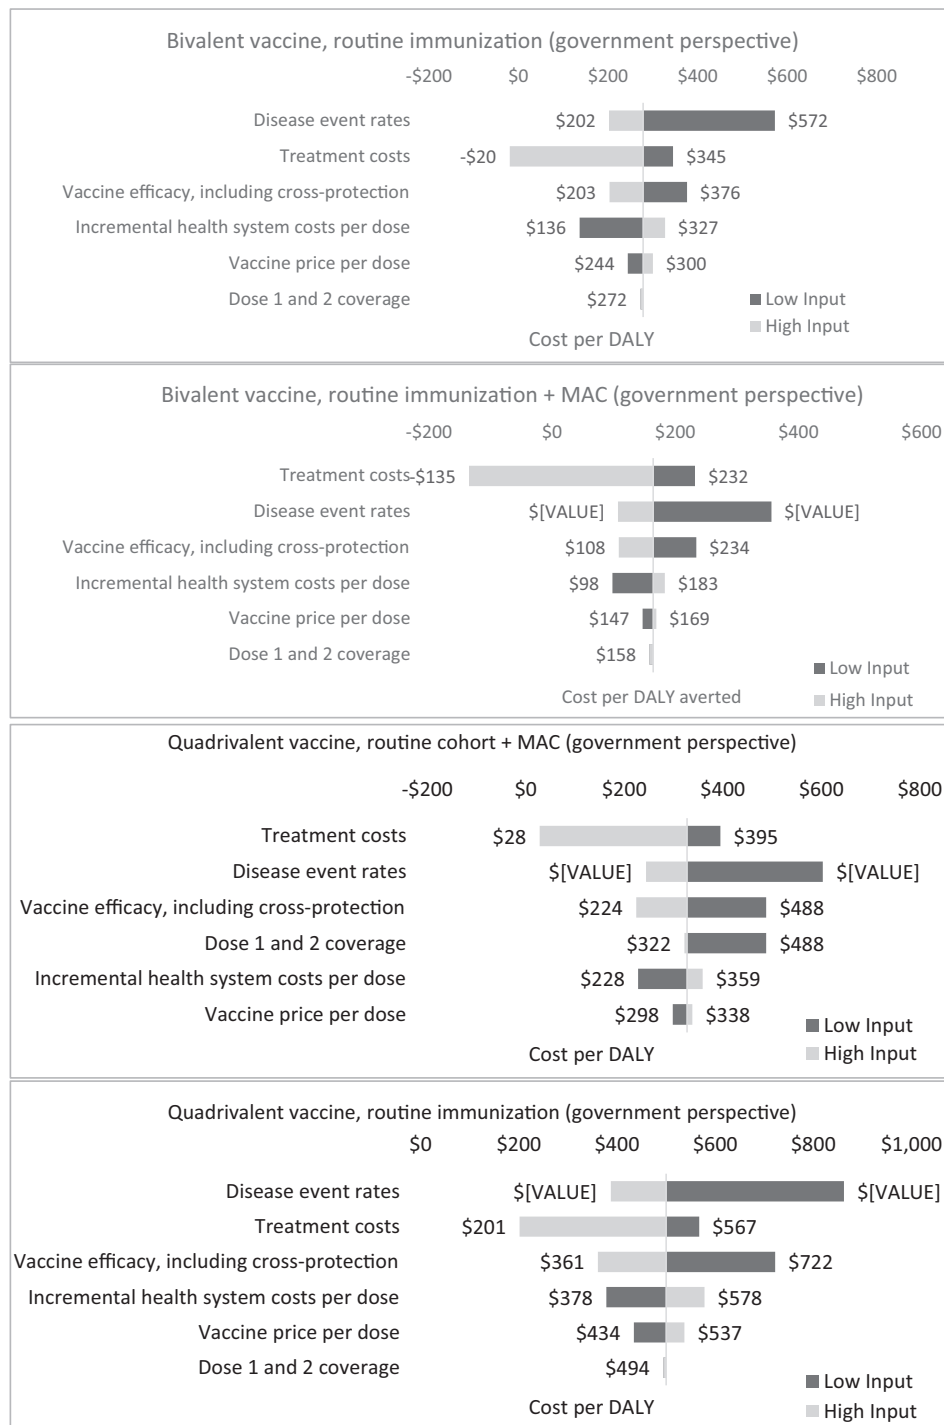 Bivalent vaccine, routine immunization (government perspective)
-$200 $0 $200 $400 $600 $800
Disease event rates $202 $572
Treatment costs -$20 $345
Vaccine efficacy, including cross-protection $203 $376
Incremental health system costs per dose $136 $327
Vaccine price per dose $244 $300
Dose 1 and 2 coverage $272
Low Input
High Input
Cost per DALY
Bivalent vaccine, routine immunization + MAC (government perspective)
-$200 $0 $200 $400 $600
Treatment costs -$135 $232
Disease event rates $[VALUE] $[VALUE]
Vaccine efficacy, including cross-protection $108 $234
Incremental health system costs per dose $98 $183
Vaccine price per dose $147 $169
Dose 1 and 2 coverage $158
Low Input
Cost per DALY averted
High Input
Quadrivalent vaccine, routine cohort + MAC (government perspective)
-$200 $0 $200 $400 $600 $800
Treatment costs $28 $395
Disease event rates $[VALUE] $[VALUE]
Vaccine efficacy, including cross-protection $224 $488
Dose 1 and 2 coverage $322 $488
Incremental health system costs per dose $228 $359
Vaccine price per dose $298 $338
Low Input
Cost per DALY
High Input
Quadrivalent vaccine, routine immunization (government perspective)
$0 $200 $400 $600 $800 $1,000
Disease event rates $[VALUE] $[VALUE]
Treatment costs $201 $567
Vaccine efficacy, including cross-protection $361 $722
Incremental health system costs per dose $378 $578
Vaccine price per dose $434 $537
Dose 1 and 2 coverage $494
Low Input
Cost per DALY
High Input